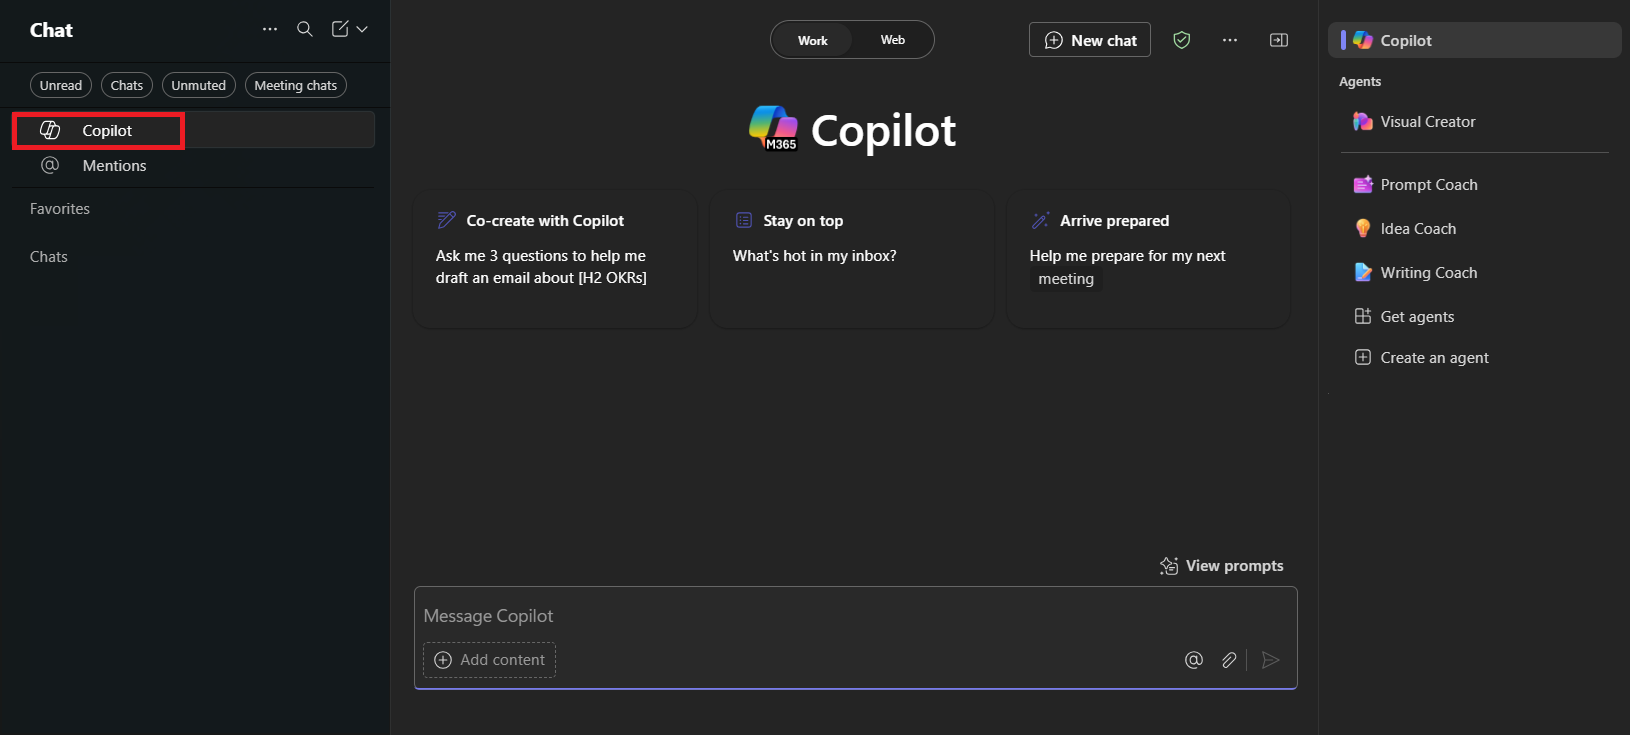 Chat
Unread
Chats
Unmuted
Meeting chats
Copilot
@ Mentions
Favorites
Chats
Work
Web
New chat
M365
Copilot
Co-create with Copilot
Ask me 3 questions to help me
draft an email about [H2 OKRs]
Stay on top
What's hot in my inbox?
Arrive prepared
Help me prepare for my next
meeting
View prompts
Message Copilot
Add content
@
Copilot
Agents
Visual Creator
Prompt Coach
Idea Coach
Writing Coach
Get agents
Create an agent